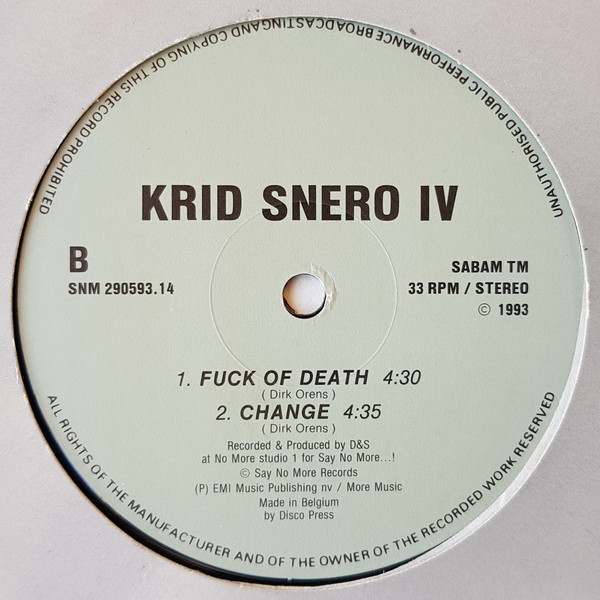 UNAUTHORISED PUBLIC PERFORMANCE BROADCASTING AND COPYING OF THIS RECORD PROHIBITED
KRID SNERO IV
B
SNM 290593.14
SABAM TM
33 RPM / STEREO
© 1993
1. FUCK OF DEATH 4:30
( Dirk Orens )
2. CHANGE 4:35
( Dirk Orens )
Recorded & Produced by D&S
at No More studio 1 for Say No More...!
© Say No More Records
(P) EMI Music Publishing nv / More Music
Made in Belgium
by Disco Press
ALL RIGHTS OF THE MANUFACTURER AND OF THE OWNER OF THE RECORDED WORK RESERVED